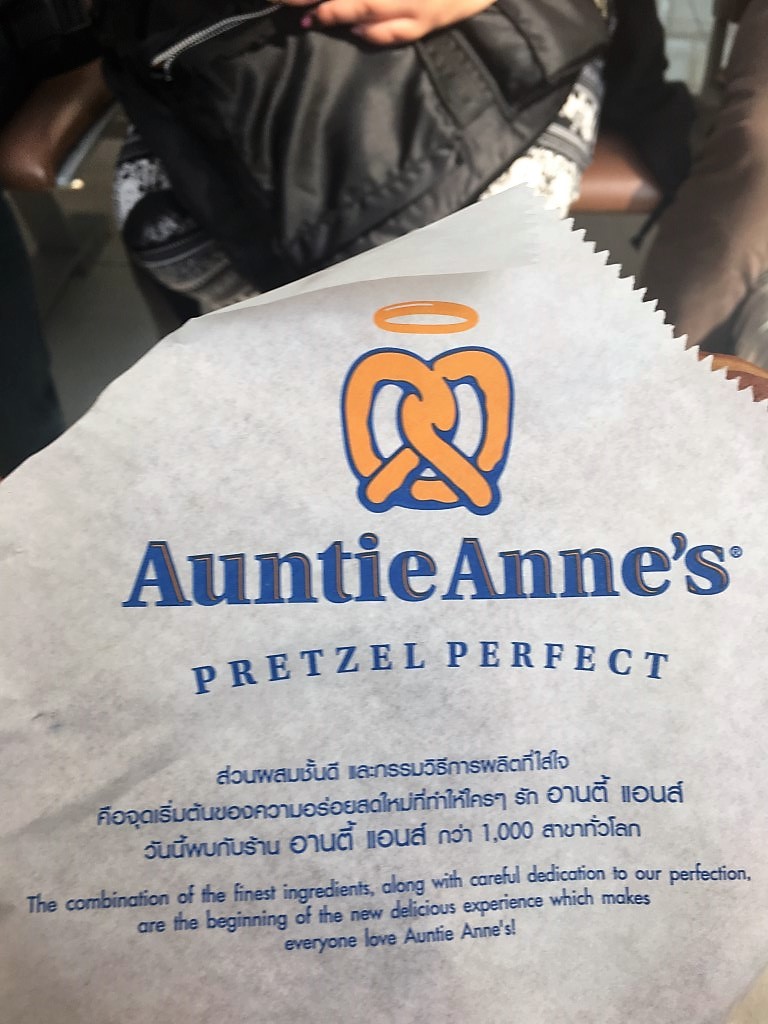 Auntie Anne's®
PRETZEL PERFECT
ส่วนผสมชั้นดี และกรรมวิธีการผลิตที่ใส่ใจ
คือจุดเริ่มต้นของความอร่อยสดใหม่ที่ทำให้ใครๆ รัก อานตี้ แอนส์
วันนี้พบกับร้าน อานตี้ แอนส์ กว่า 1,000 สาขาทั่วโลก
The combination of the finest ingredients, along with careful dedication to our perfection,
are the beginning of the new delicious experience which makes
everyone love Auntie Anne's!